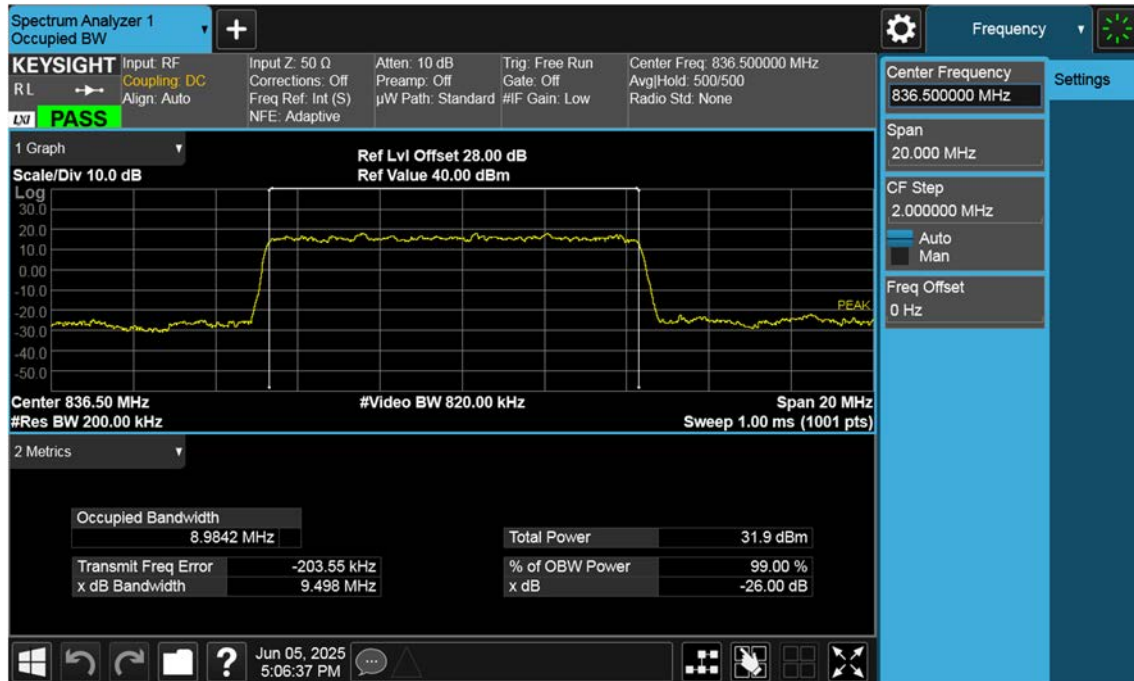 Spectrum Analyzer 1
Occupied BW
Frequency
KEYSIGHT
R L
LXI PASS
Input: RF
Coupling: DC
Align: Auto
Input Z: 50 Ω
Corrections: Off
Freq Ref: Int (S)
NFE: Adaptive
Atten: 10 dB
Preamp: Off
µW Path: Standard
Trig: Free Run
Gate: Off
#IF Gain: Low
Center Freq: 836.500000 MHz
Avg|Hold: 500/500
Radio Std: None
Center Frequency
836.500000 MHz
Settings
Span
20.000 MHz
CF Step
2.000000 MHz
Auto
Man
Freq Offset
0 Hz
1 Graph
Scale/Div 10.0 dB
Ref Lvl Offset 28.00 dB
Ref Value 40.00 dBm
Log
30.0
20.0
10.0
0.00
-10.0
-20.0
-30.0
-40.0
-50.0
PEAK
Center 836.50 MHz
#Video BW 820.00 kHz
Span 20 MHz
#Res BW 200.00 kHz
Sweep 1.00 ms (1001 pts)
2 Metrics
Occupied Bandwidth
8.9842 MHz
Total Power 31.9 dBm
Transmit Freq Error -203.55 kHz
% of OBW Power 99.00 %
x dB Bandwidth 9.498 MHz
x dB -26.00 dB
?
Jun 05, 2025
5:06:37 PM